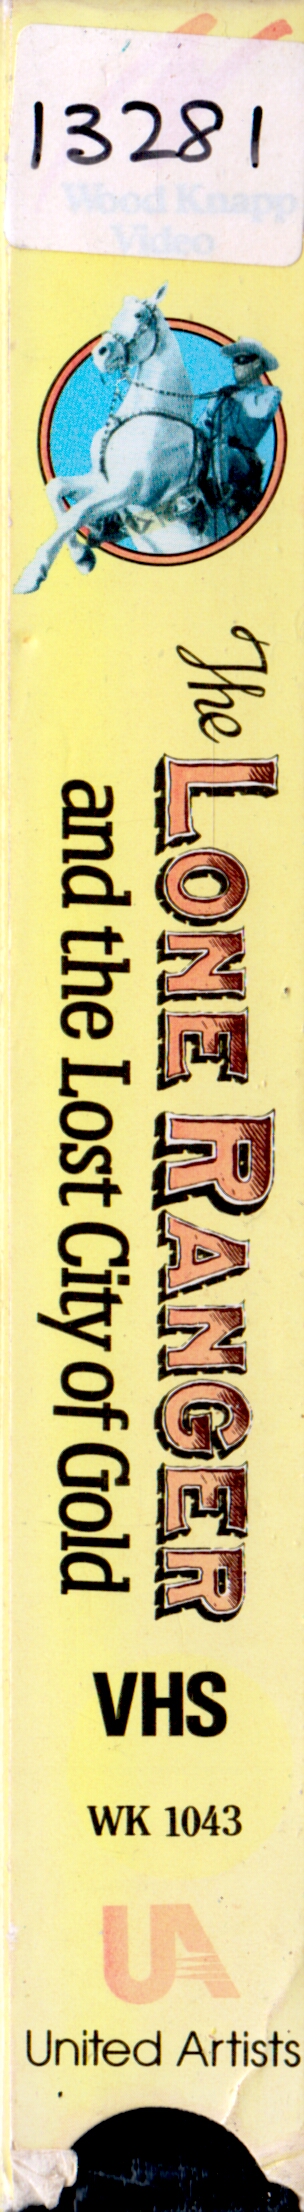 13281
Wood Knapp
Video
The LONE RANGER
and the Lost City of Gold
VHS
WK 1043
UA
United Artists